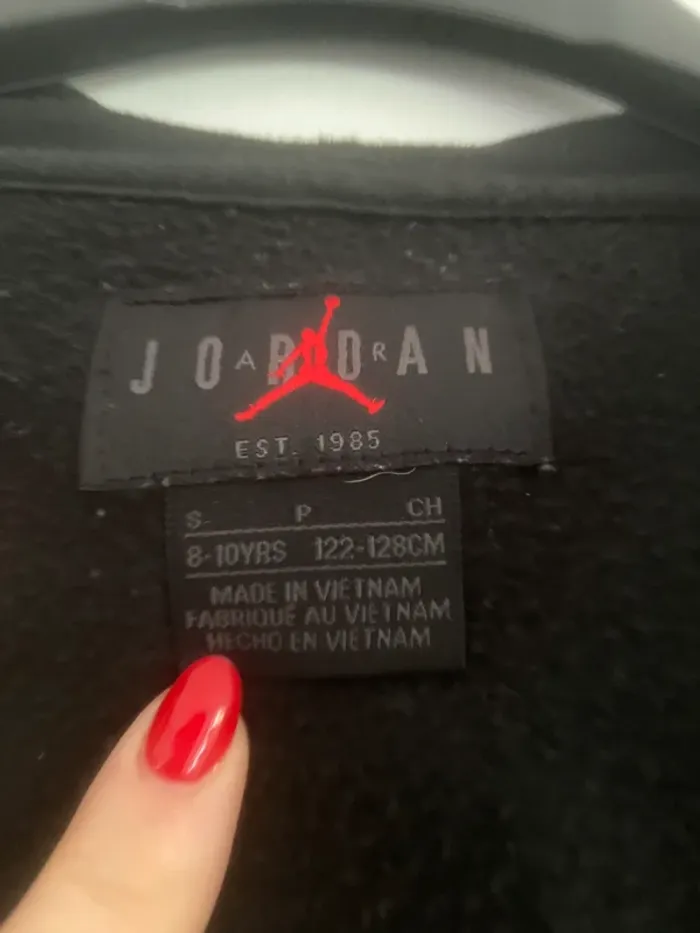 JORDAN
AIR
EST. 1985
S P CH
8-10YRS 122-128CM
MADE IN VIETNAM
FABRIQUÉ AU VIETNAM
HECHO EN VIETNAM